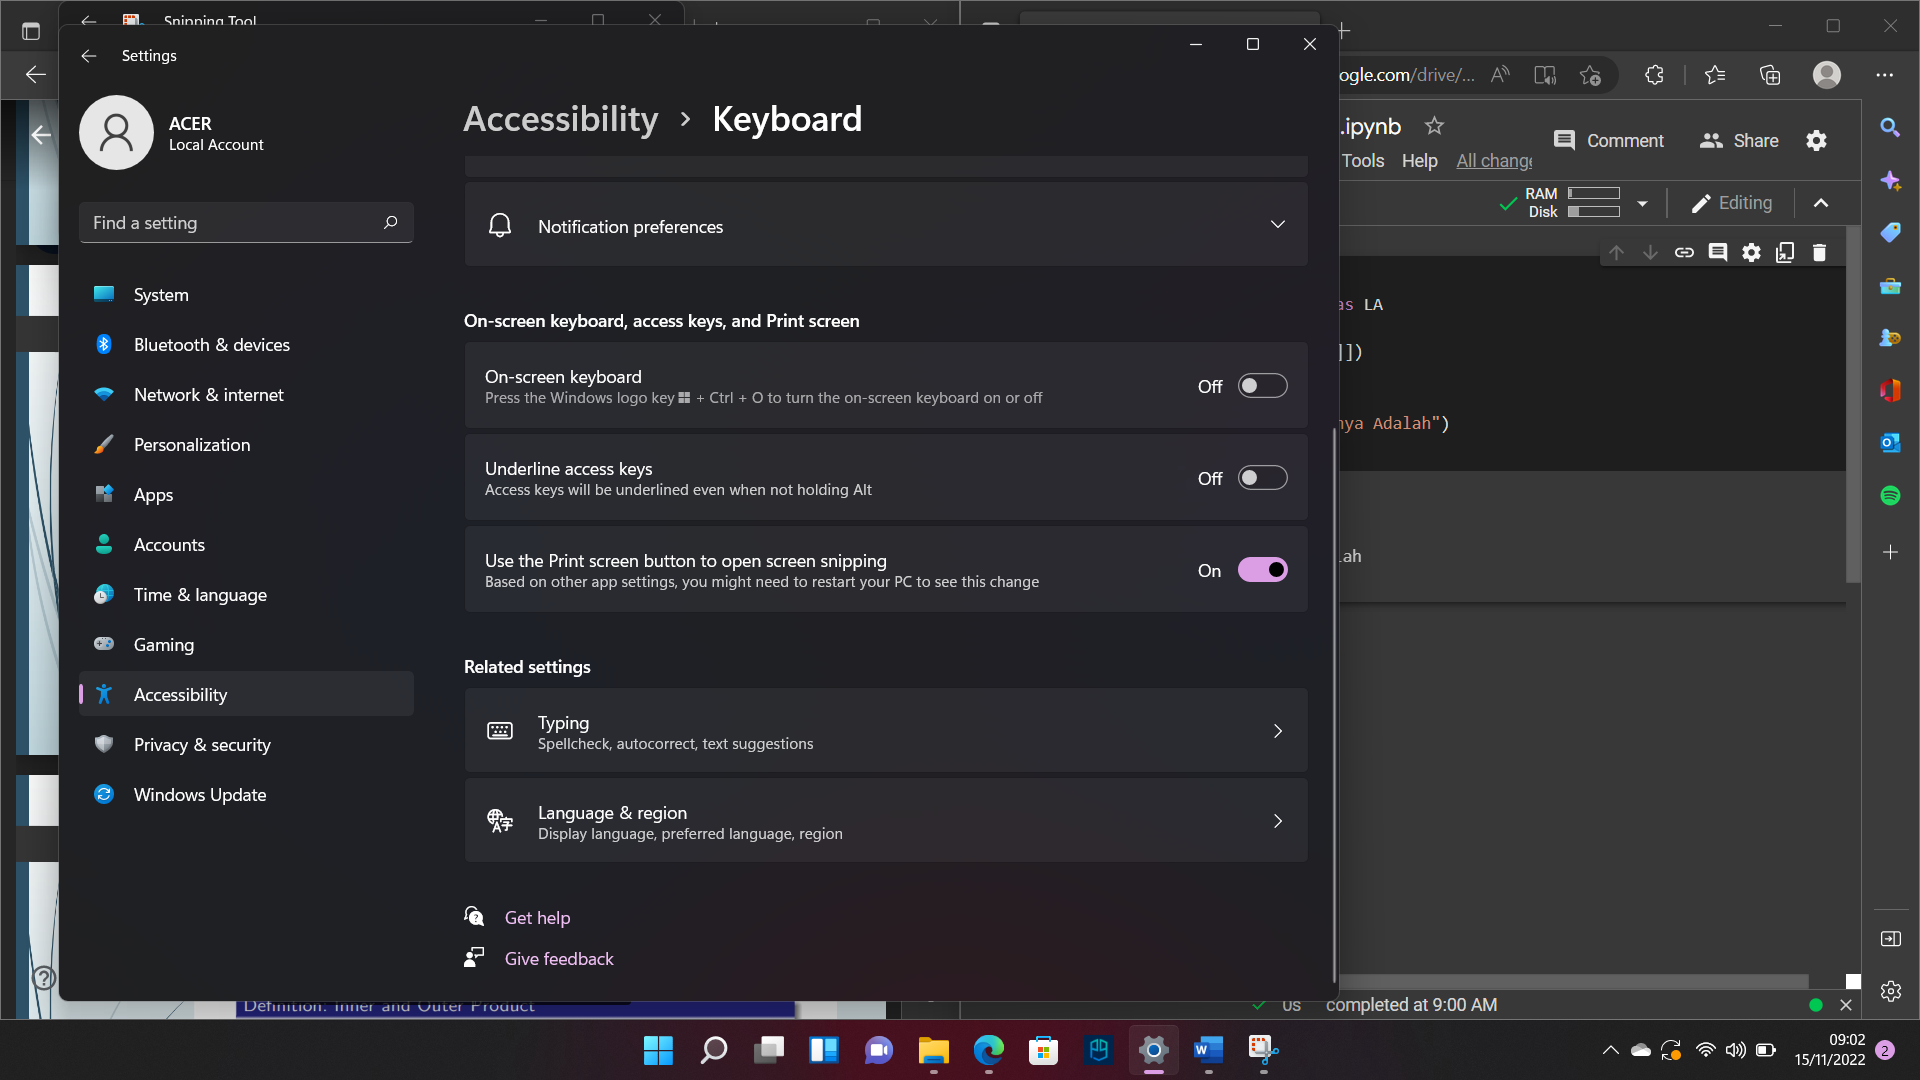 Snipping Tool
Settings
ACER
Local Account
Find a setting
System
Bluetooth & devices
Network & internet
Personalization
Apps
Accounts
Time & language
Gaming
Accessibility
Privacy & security
Windows Update
Accessibility > Keyboard
Notification preferences
On-screen keyboard, access keys, and Print screen
On-screen keyboard
Press the Windows logo key + Ctrl + O to turn the on-screen keyboard on or off
Off
Underline access keys
Access keys will be underlined even when not holding Alt
Off
Use the Print screen button to open screen snipping
Based on other app settings, you might need to restart your PC to see this change
On
Related settings
Typing
Spellcheck, autocorrect, text suggestions
Language & region
Display language, preferred language, region
Get help
Give feedback
ogle.com/drive/...
.ipynb
Comment
Share
Tools Help All change
RAM
Disk
Editing
as LA
]])
nya Adalah")
lah
Definition: Inner and Outer Product
0s completed at 9:00 AM
09:02
15/11/2022
2